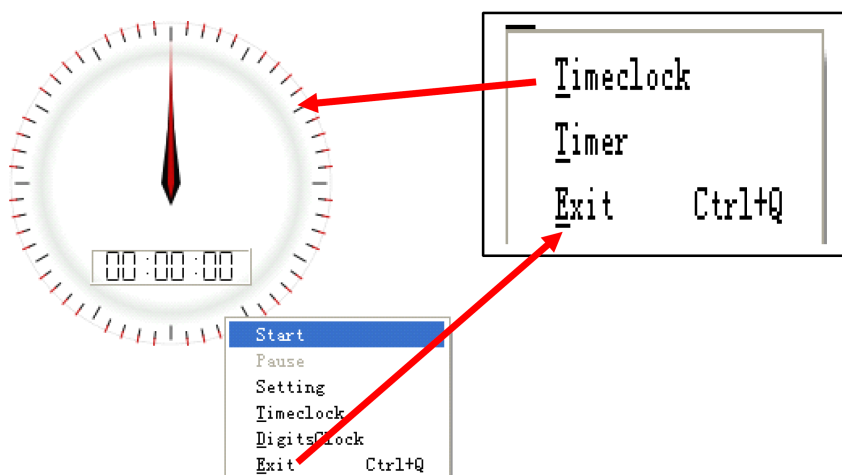 Timeclock
Timer
Exit Ctrl+Q
00:00:00
Start
Pause
Setting
Timeclock
DigitsClock
Exit Ctrl+Q